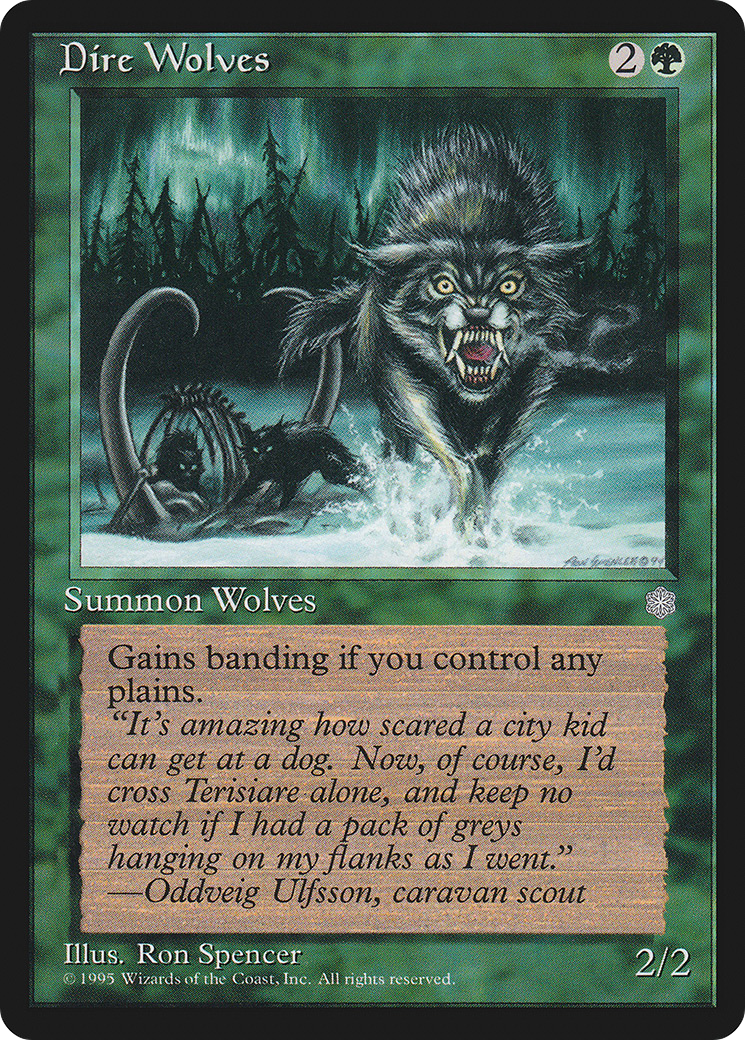 Dire Wolves
2
Summon Wolves
Gains banding if you control any
plains.
“It’s amazing how scared a city kid
can get at a dog. Now, of course, I’d
cross Terisiare alone, and keep no
watch if I had a pack of greys
hanging on my flanks as I went.”
—Oddveig Ulfsson, caravan scout
Illus. Ron Spencer
2/2
© 1995 Wizards of the Coast, Inc. All rights reserved.